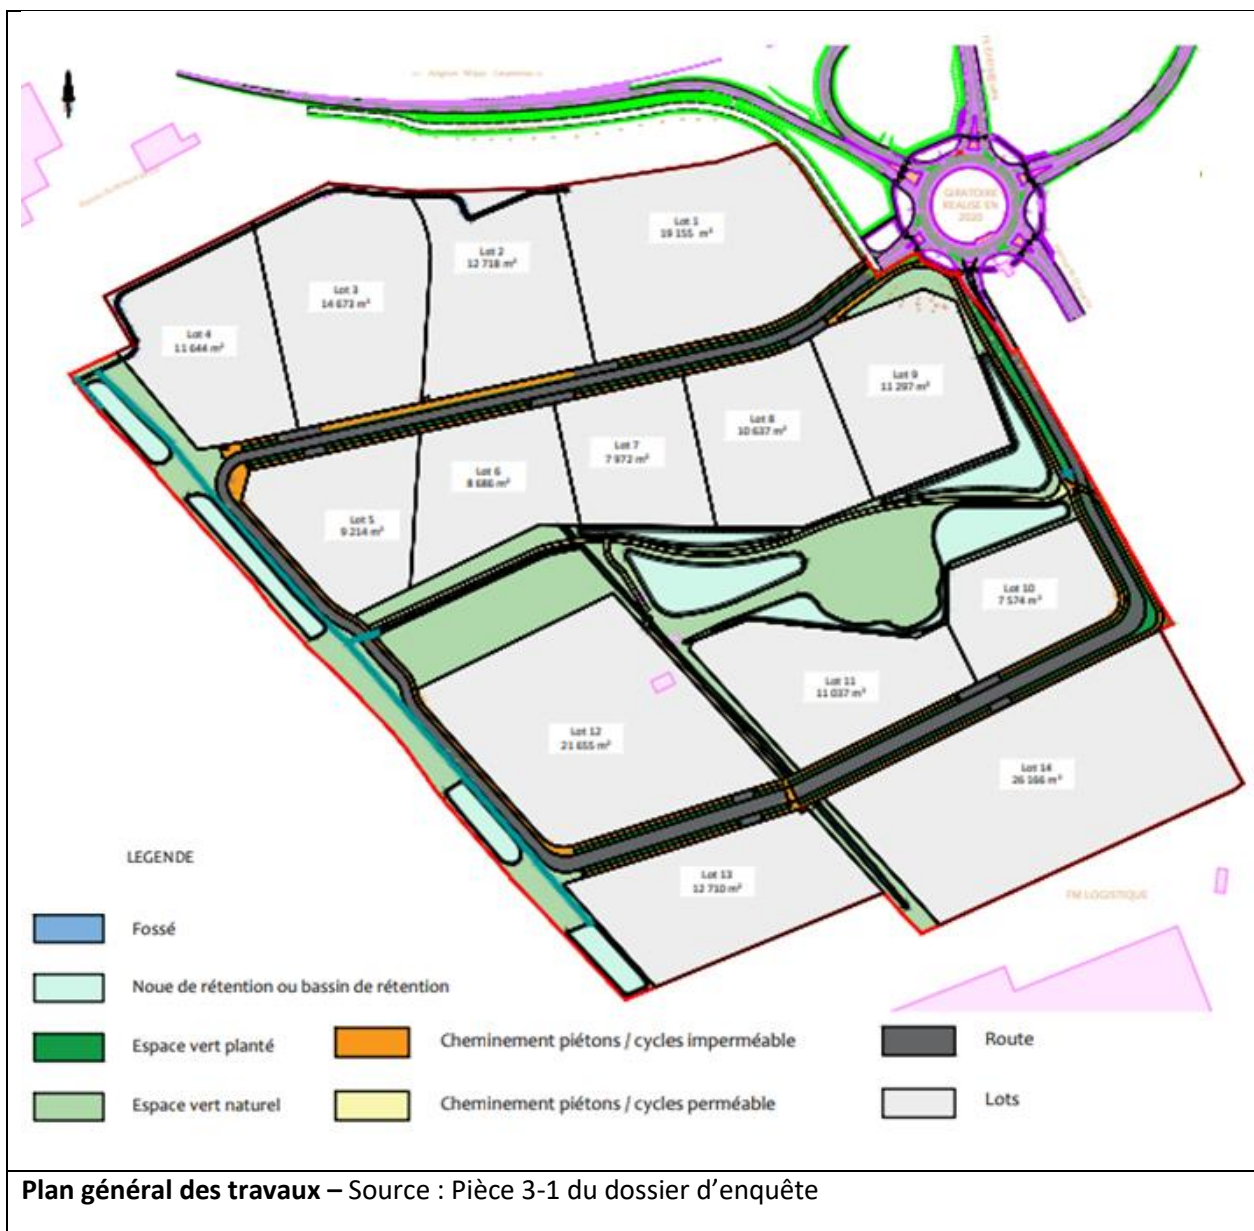 GIRATOIRE
REALISE EN
2020
Lot 1
19 155 m²
Lot 2
12 718 m²
Lot 3
14 673 m²
Lot 4
11 644 m²
Lot 9
11 297 m²
Lot 8
10 637 m²
Lot 7
7 972 m²
Lot 6
8 686 m²
Lot 5
9 214 m²
Lot 10
7 574 m²
Lot 11
11 037 m²
Lot 12
21 655 m²
Lot 14
26 166 m²
Lot 13
12 710 m²
FM LOGISTIQUE
LEGENDE
Fossé
Noue de rétention ou bassin de rétention
Espace vert planté
Cheminement piétons / cycles imperméable
Route
Espace vert naturel
Cheminement piétons / cycles perméable
Lots
Plan général des travaux – Source : Pièce 3-1 du dossier d’enquête